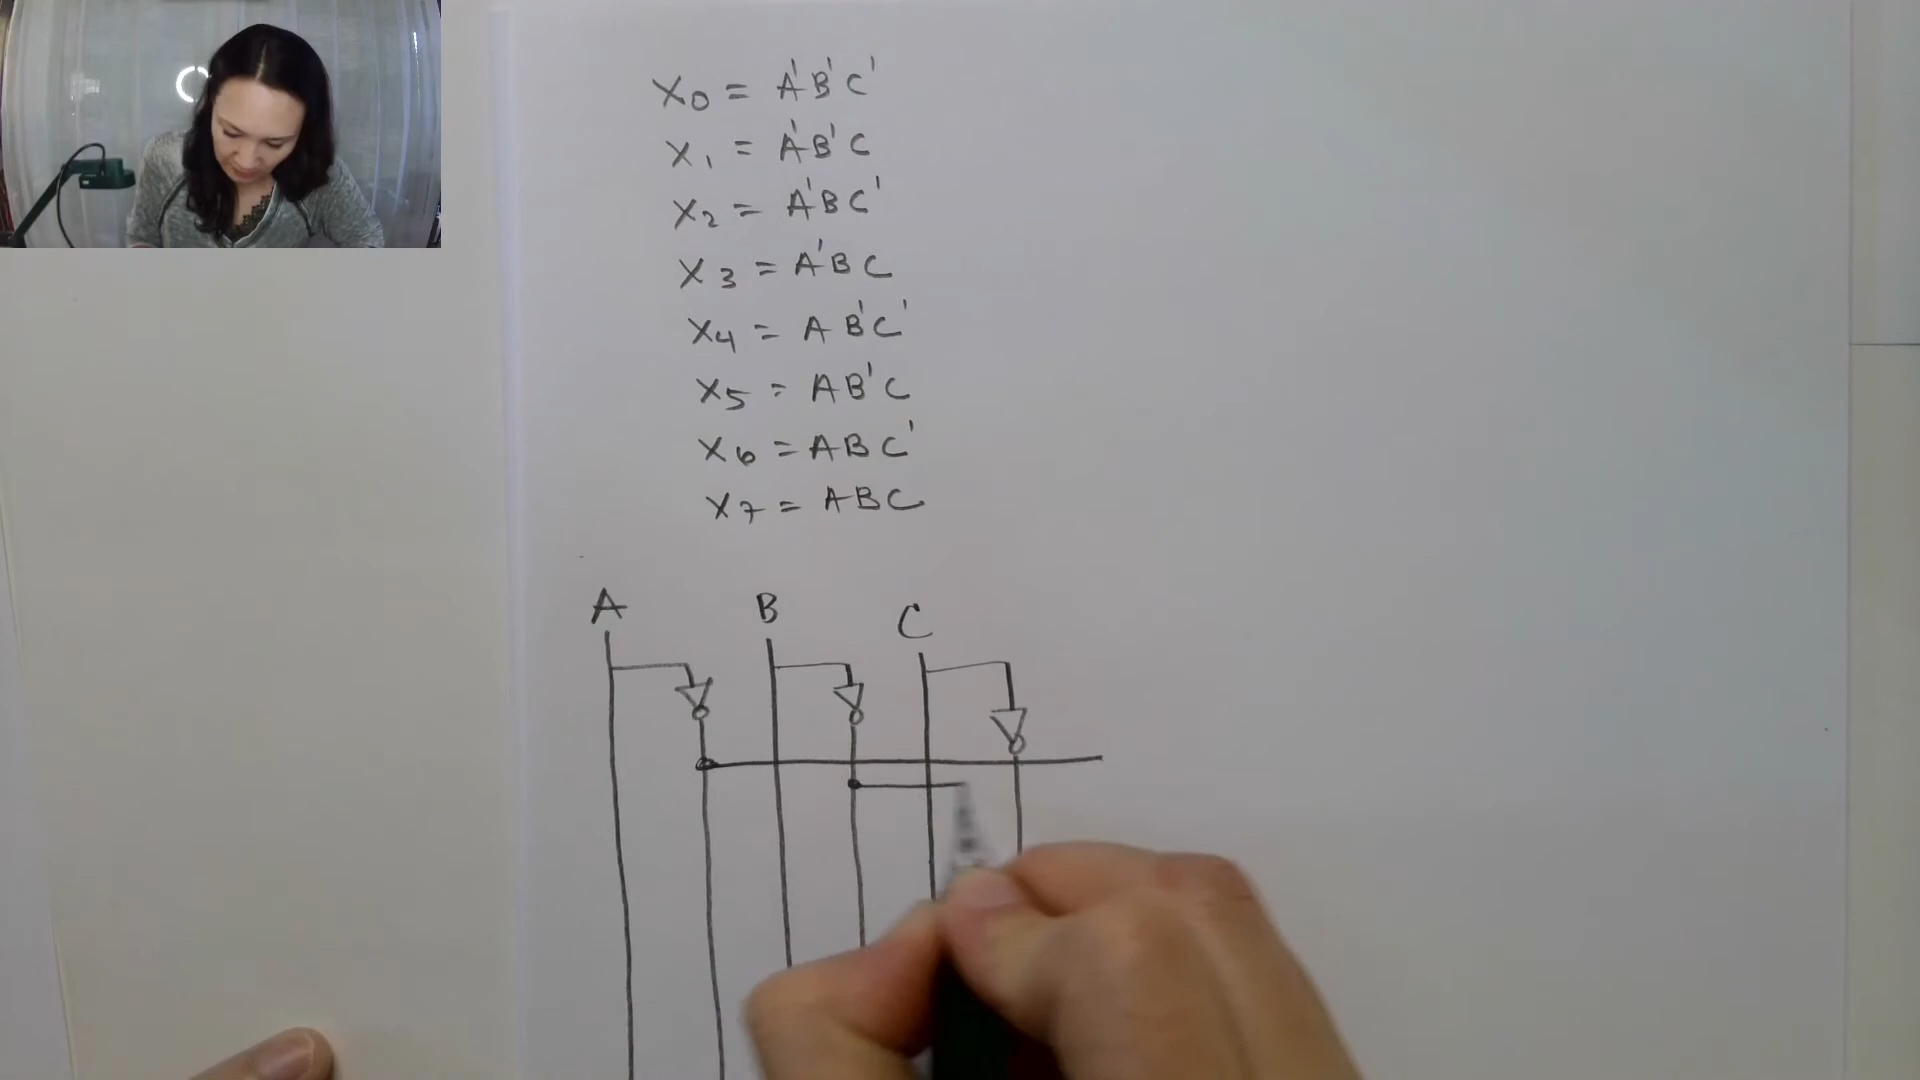 X0 = A'B'C'
X1 = A'B'C
X2 = A'BC'
X3 = A'BC
X4 = AB'C'
X5 = AB'C
X6 = ABC'
X7 = ABC
A B C